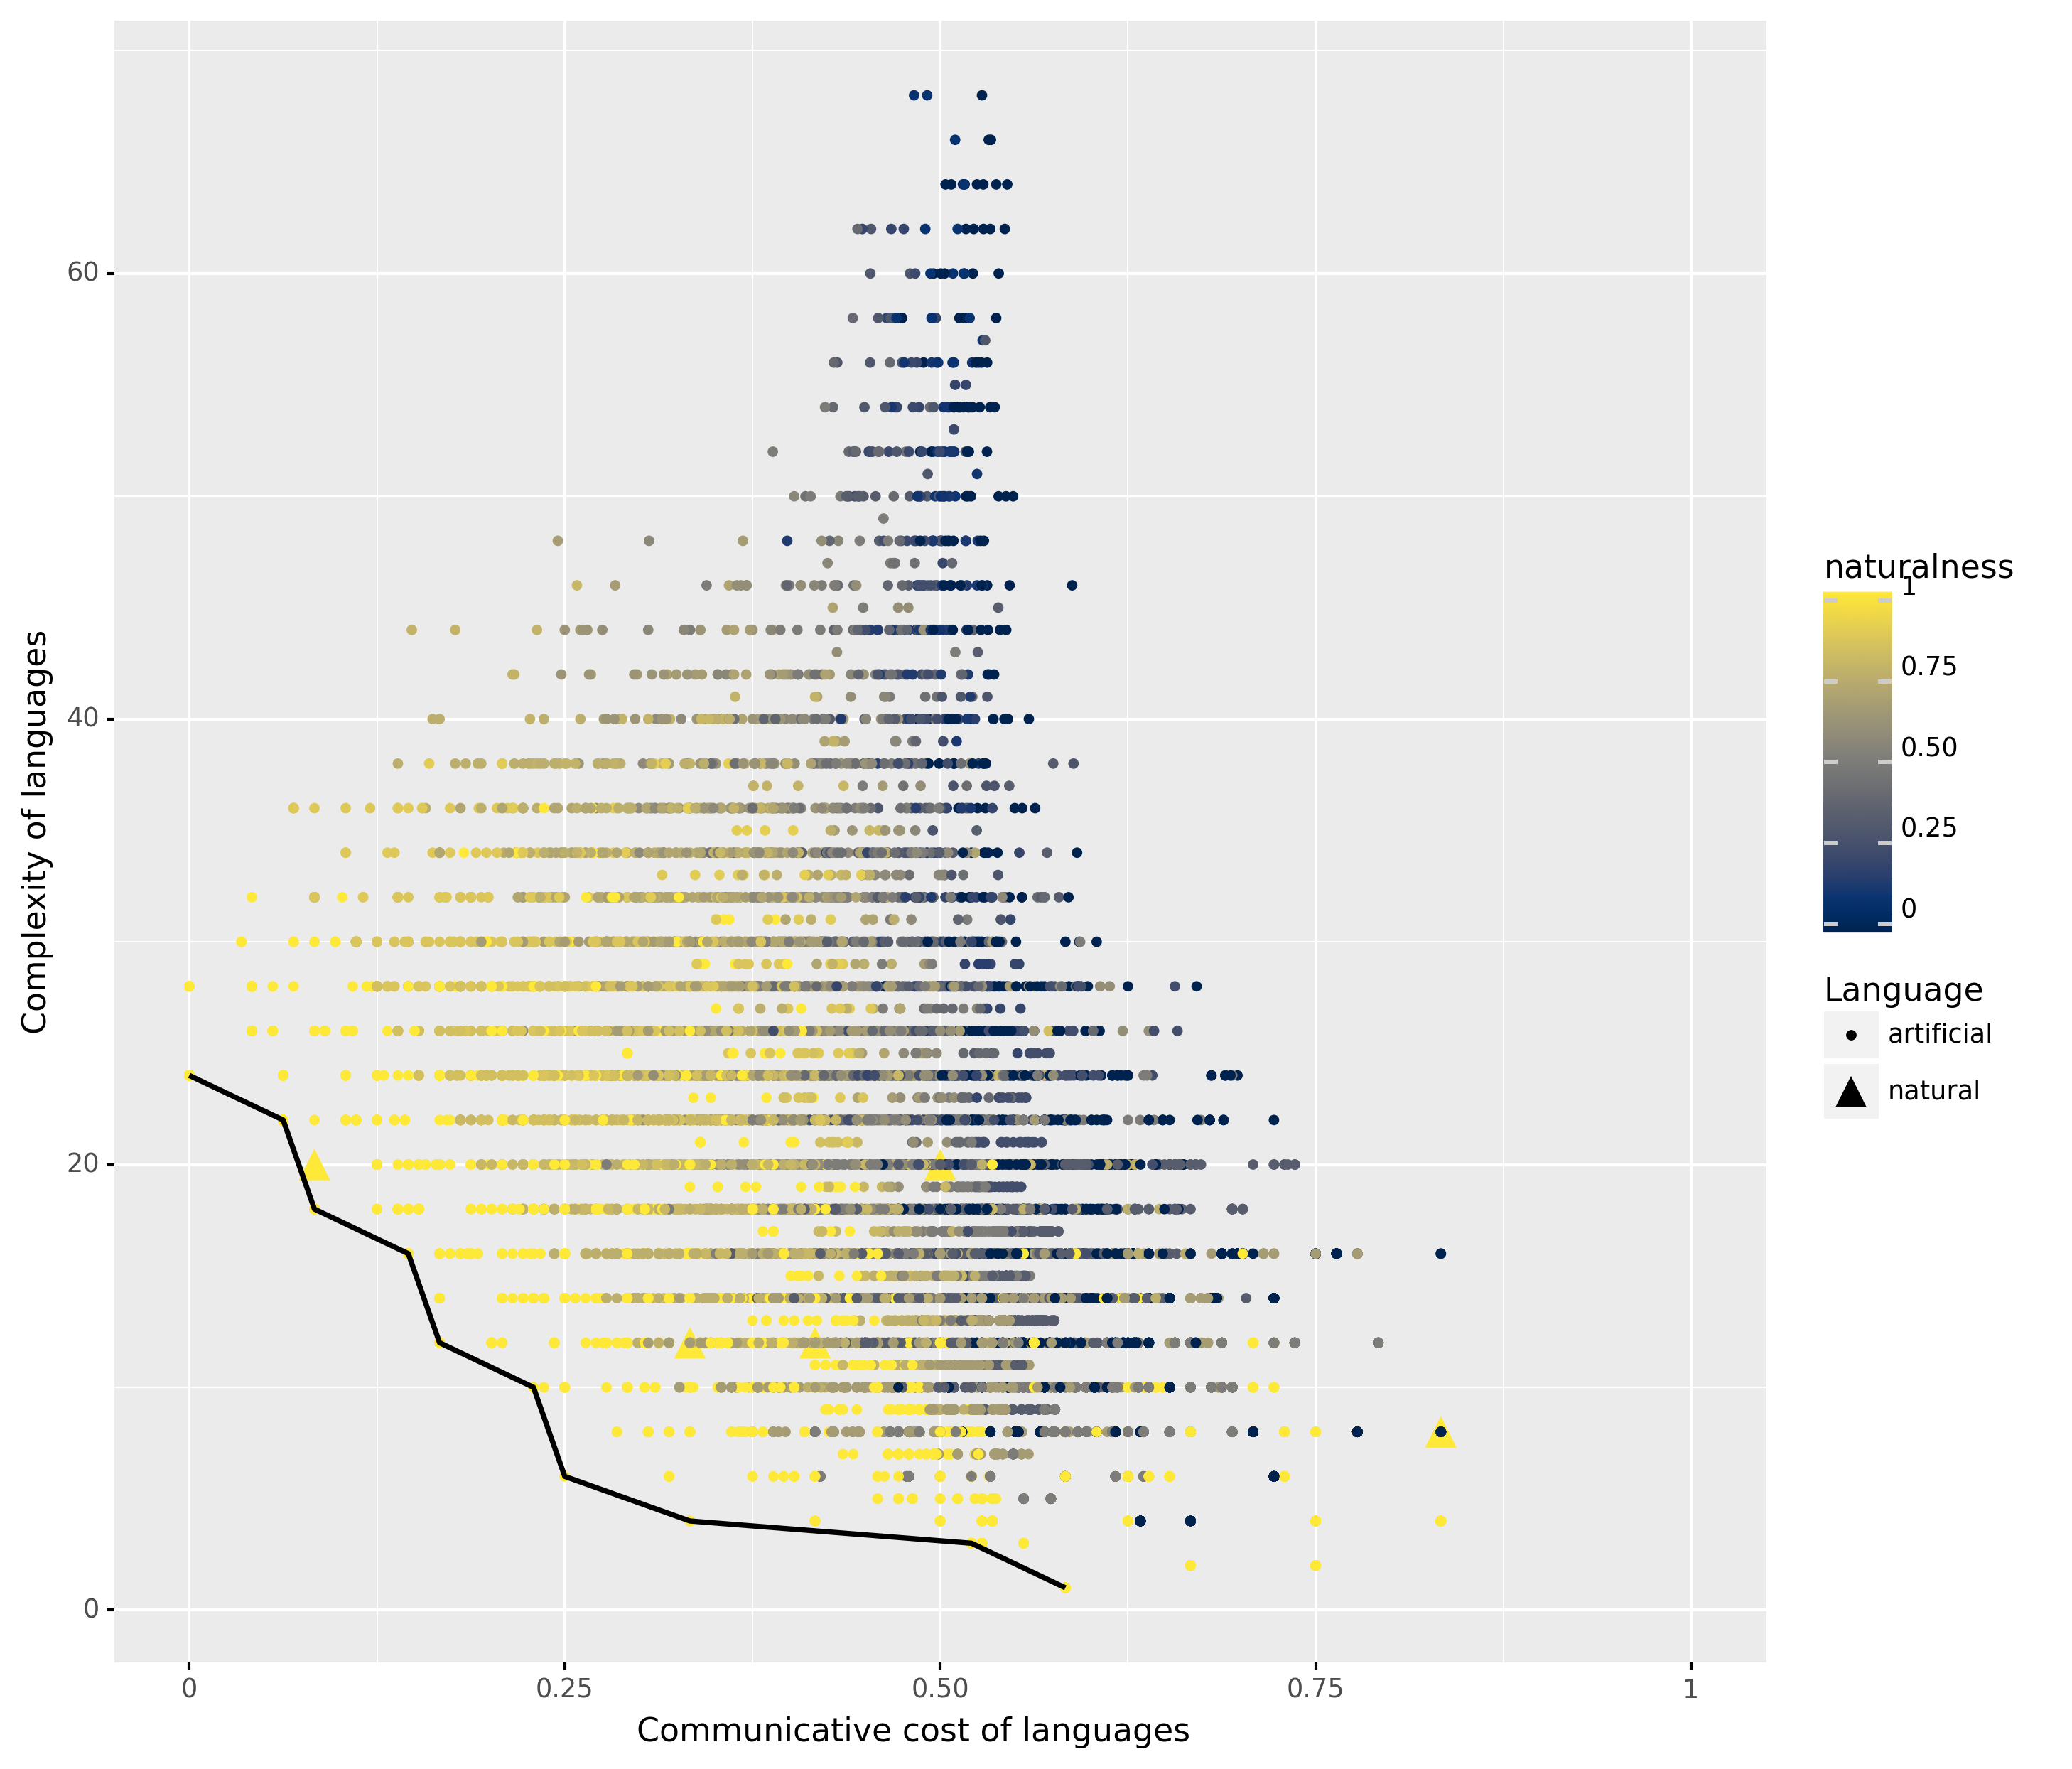 60
40
20
0
Complexity of languages
0
0.25
0.50
0.75
1
Communicative cost of languages
naturalness
1
0.75
0.50
0.25
0
Language
artificial
natural